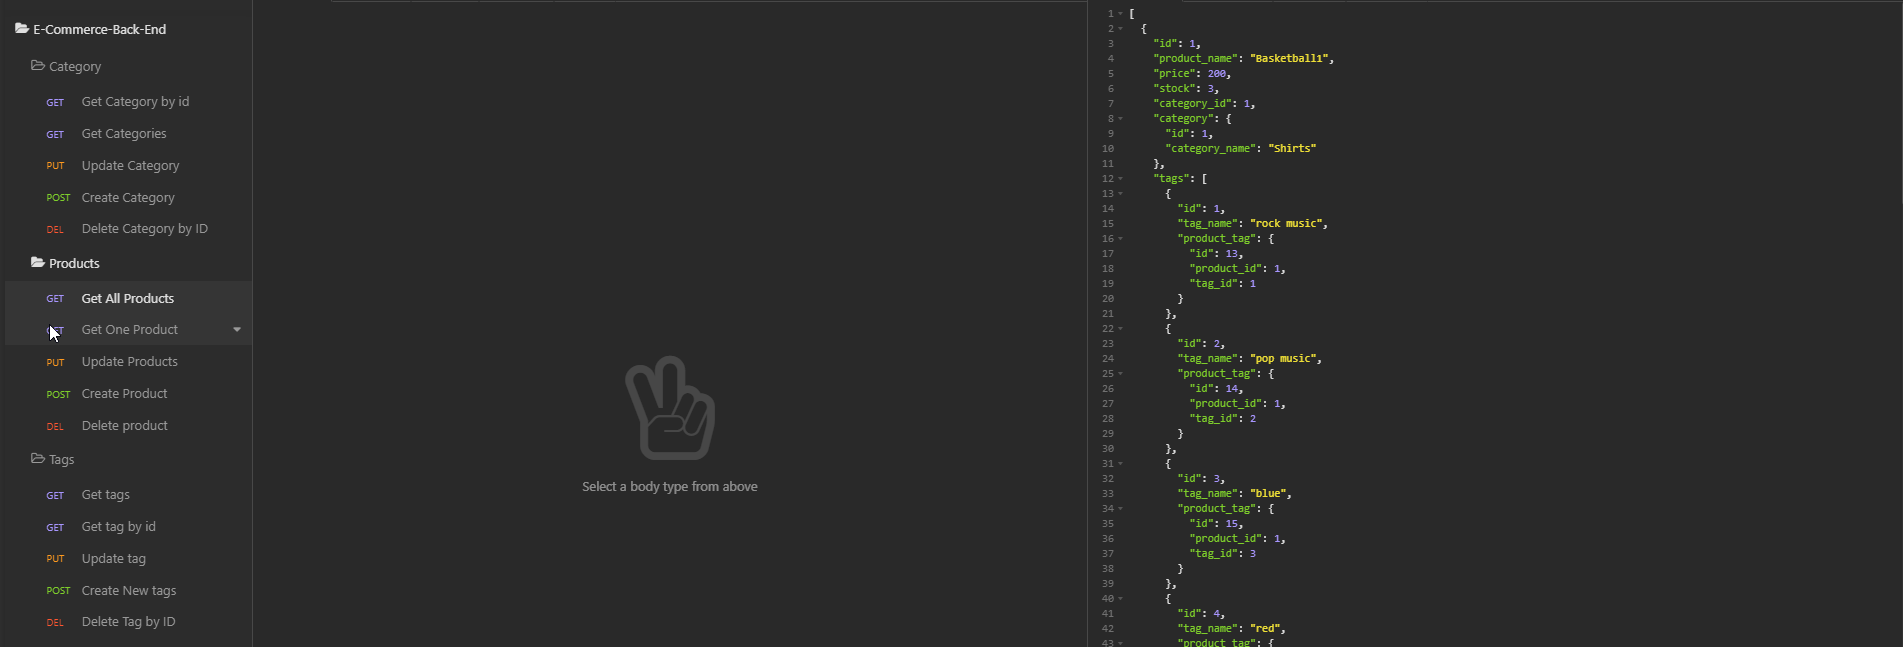 E-Commerce-Back-End
Category
GET Get Category by id
GET Get Categories
PUT Update Category
POST Create Category
DEL Delete Category by ID
Products
GET Get All Products
GET Get One Product
PUT Update Products
POST Create Product
DEL Delete product
Tags
GET Get tags
GET Get tag by id
PUT Update tag
POST Create New tags
DEL Delete Tag by ID
Select a body type from above
1 [
2 {
3 "id": 1,
4 "product_name": "Basketball1",
5 "price": 200,
6 "stock": 3,
7 "category_id": 1,
8 "category": {
9 "id": 1,
10 "category_name": "Shirts"
11 },
12 "tags": [
13 {
14 "id": 1,
15 "tag_name": "rock music",
16 "product_tag": {
17 "id": 13,
18 "product_id": 1,
19 "tag_id": 1
20 }
21 },
22 {
23 "id": 2,
24 "tag_name": "pop music",
25 "product_tag": {
26 "id": 14,
27 "product_id": 1,
28 "tag_id": 2
29 }
30 },
31 {
32 "id": 3,
33 "tag_name": "blue",
34 "product_tag": {
35 "id": 15,
36 "product_id": 1,
37 "tag_id": 3
38 }
39 },
40 {
41 "id": 4,
42 "tag_name": "red",
43 "product_tag": {